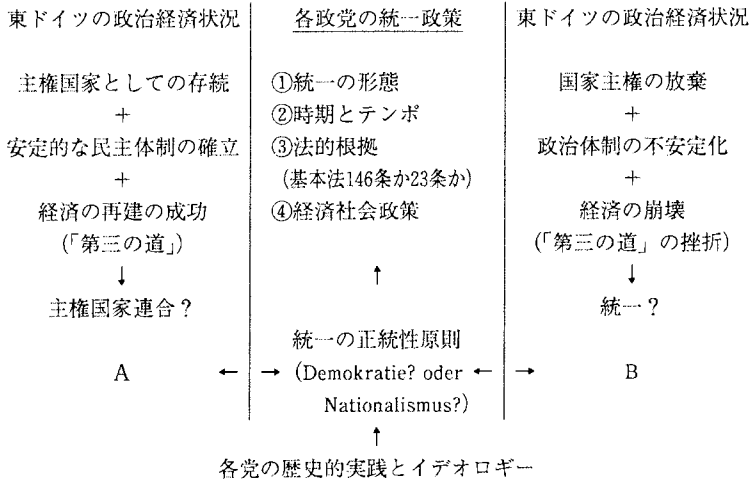 東ドイツの政治経済状況
主権国家としての存続
+
安定的な民主体制の確立
+
経済の再建の成功
(「第三の道」)
↓
主権国家連合？
A
各政党の統一政策
①統一の形態
②時期とテンポ
③法的根拠
(基本法146条か23条か)
④経済社会政策
↑
統一の正統性原則
← → (Demokratie? oder ← →
Nationalismus?)
↑
各党の歴史的実践とイデオロギー
東ドイツの政治経済状況
国家主権の放棄
+
政治体制の不安定化
+
経済の崩壊
(「第三の道」の挫折)
↓
統一？
B